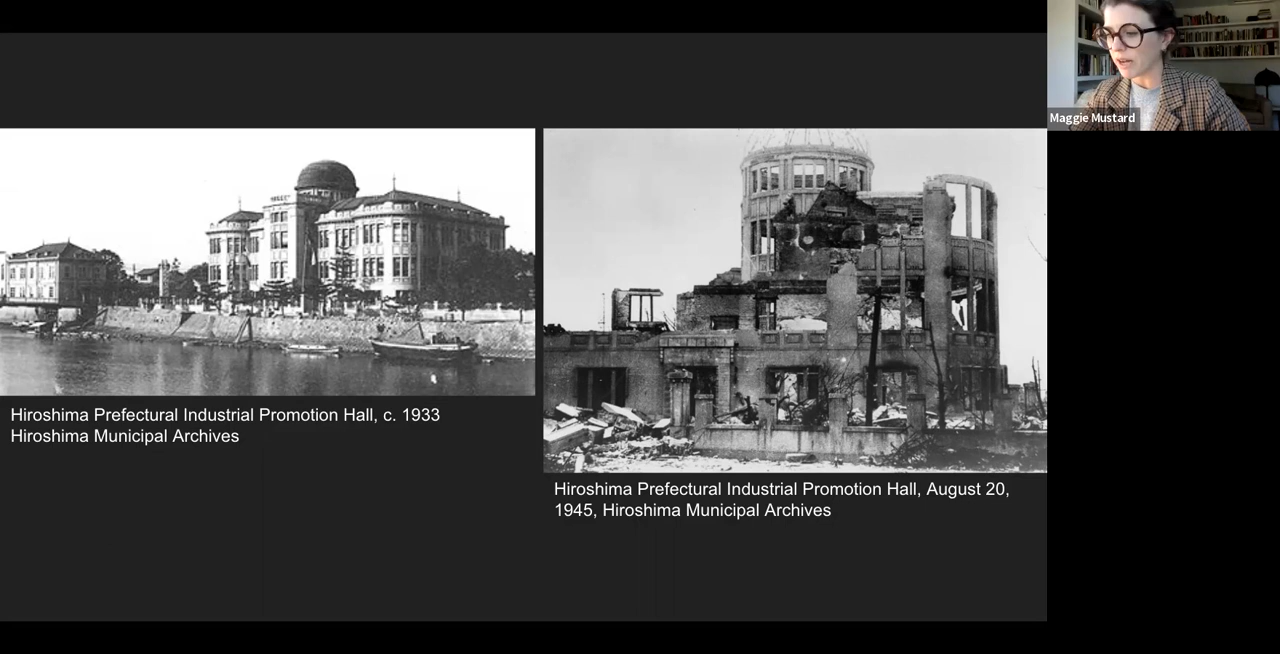 Maggie Mustard
Hiroshima Prefectural Industrial Promotion Hall, c. 1933
Hiroshima Municipal Archives
Hiroshima Prefectural Industrial Promotion Hall, August 20,
1945, Hiroshima Municipal Archives